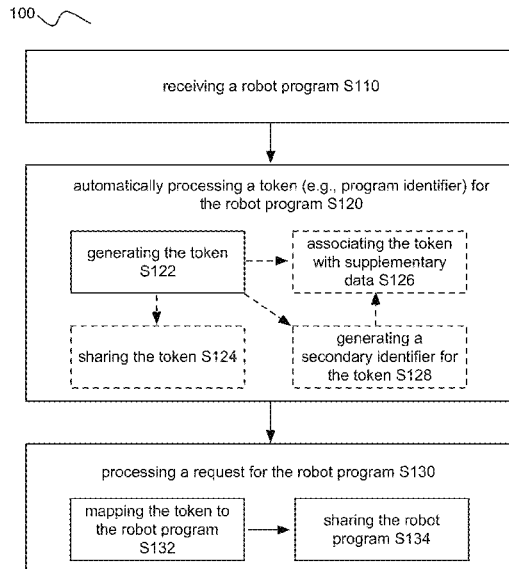 100
receiving a robot program S110
automatically processing a token (e.g., program identifier) for
the robot program S120
generating the token
S122
associating the token
with supplementary
data S126
sharing the token S124
generating a
secondary identifier for
the token S128
processing a request for the robot program S130
mapping the token to
the robot program
S132
sharing the robot
program S134